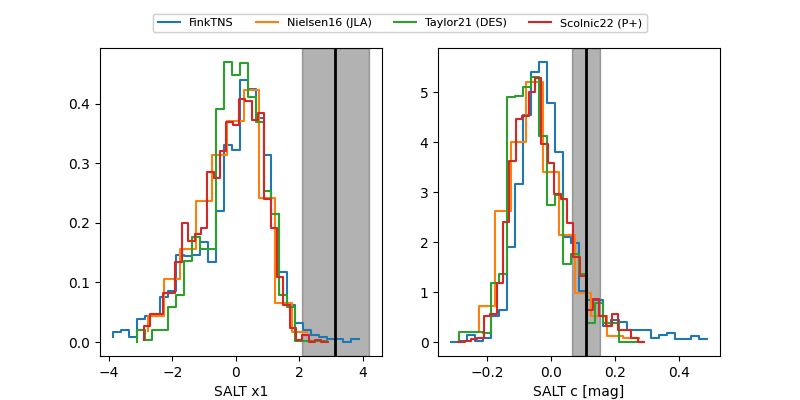 FinkTNS Nielsen16 (JLA) Taylor21 (DES) Scolnic22 (P+)
0.4
0.3
0.2
0.1
0.0
−4 −2 0 2 4
SALT x1
5
4
3
2
1
0
−0.2 0.0 0.2 0.4
SALT c [mag]